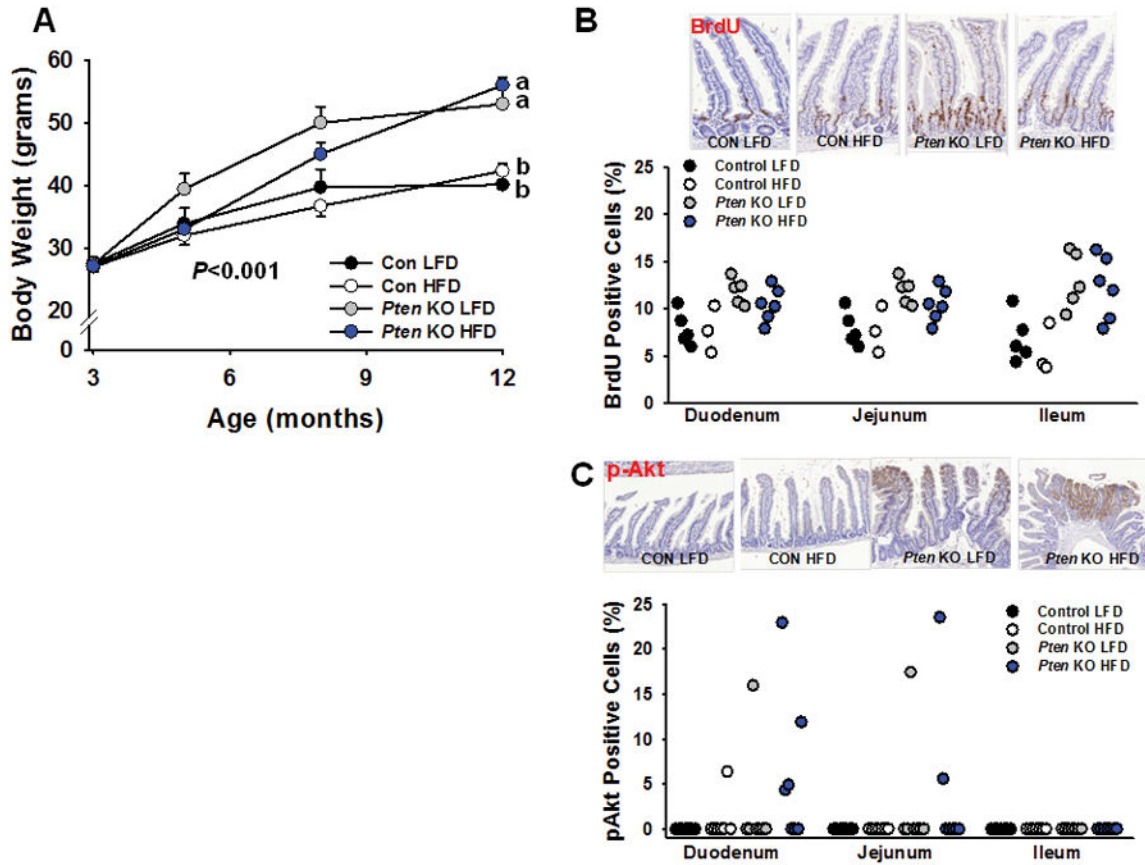 A
Body Weight (grams)
60
50
40
30
20
0
a
a
b
b
P<0.001
Con LFD
Con HFD
Pten KO LFD
Pten KO HFD
3
6
9
12
Age (months)
B
BrdU
CON LFD
CON HFD
Pten KO LFD
Pten KO HFD
BrdU Positive Cells (%)
25
20
15
10
5
0
Control LFD
Control HFD
Pten KO LFD
Pten KO HFD
Duodenum
Jejunum
Ileum
C
p-Akt
CON LFD
CON HFD
Pten KO LFD
Pten KO HFD
pAkt Positive Cells (%)
25
20
15
10
5
0
Control LFD
Control HFD
Pten KO LFD
Pten KO HFD
Duodenum
Jejunum
Ileum